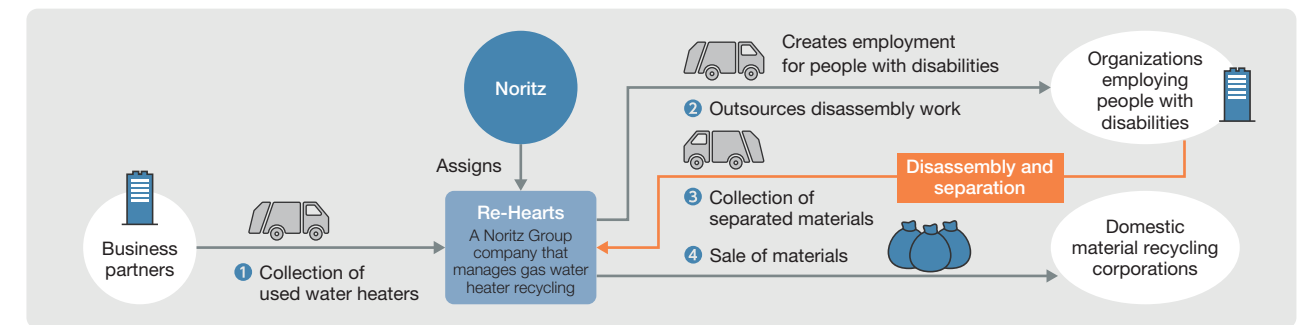 Noritz
Assigns
Business
partners
1 Collection of
used water heaters
Re-Hearts
A Noritz Group
company that
manages gas water
heater recycling
Creates employment
for people with disabilities
2 Outsources disassembly work
Organizations
employing
people with
disabilities
Disassembly and
separation
3 Collection of
separated materials
4 Sale of materials
Domestic
material recycling
corporations